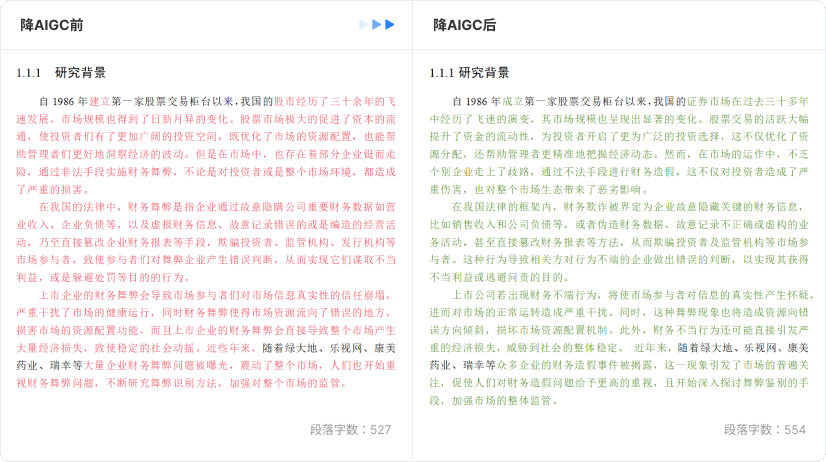 降AIGC前
1.1.1 研究背景
自 1986 年建立第一家股票交易柜台以来，我国的股市经历了三十余年的飞
速发展，市场规模也得到了日新月异的变化。股票市场极大的促进了资本的流
通，使投资者们有了更加广阔的投资空间，既优化了市场的资源配置，也能帮
助管理者们更好地洞察经济的波动。但是在市场中，也存在着部分企业铤而走
险，通过非法手段实施财务舞弊，不论是对投资者或是整个市场环境，都造成
了严重的损害。
在我国的法律中，财务舞弊是指企业通过故意隐瞒公司重要财务数据如营
业收入、企业负债等，以及虚报财务信息、故意记录错误的或是编造的经营活
动，乃至直接篡改企业财务报表等手段，欺骗投资者、监管机构、发行机构等
市场参与者，致使参与者们对舞弊企业产生错误判断，从而实现它们谋取不当
利益，或是躲避处罚等目的的行为。
上市企业的财务舞弊会导致市场参与者们对市场信息真实性的信任崩塌，
严重干扰了市场的健康运行，同时财务舞弊使得市场资源流向了错误的地方，
损害市场的资源配置功能，而且上市企业的财务舞弊会直接导致整个市场产生
大量经济损失，致使稳定的社会动摇。近些年来，随着绿大地、乐视网、康美
药业、瑞幸等大量企业财务舞弊问题被曝光，震动了整个市场，人们也开始重
视财务舞弊问题，不断研究舞弊识别方法，加强对整个市场的监管。
段落字数：527
降AIGC后
1.1.1 研究背景
自 1986 年成立第一家股票交易柜台以来，我国的证券市场在过去三十多年
中经历了飞速的演变，其市场规模也呈现出显著的变化。股票交易的活跃大幅
提升了资金的流动性，为投资者开启了更为广泛的投资选择，这不仅优化了资
源分配，还帮助管理者更精准地把握经济动态。然而，在市场的运作中，不乏
个别企业走上了歧路，通过不法手段进行财务造假，这不仅对投资者造成了严
重伤害，也对整个市场生态带来了恶劣影响。
在我国法律的框架内，财务欺诈被界定为企业故意隐藏关键的财务信息，
比如销售收入和公司负债等，或者伪造财务数据、故意记录不正确或虚构的业
务活动，甚至直接篡改财务报表等方法，从而欺骗投资者及监管机构等市场参
与者。这种行为导致相关方对行为不端的企业做出错误的判断，以实现其获得
不当利益或逃避问责的目的。
上市公司若出现财务不端行为，将使市场参与者对信息的真实性产生怀疑，
进而对市场的正常运转造成严重干扰。同时，这种舞弊现象也将造成资源向错
误方向倾斜，损坏市场资源配置机制。此外，财务不当行为还可能直接引发严
重的经济损失，威胁到社会的整体稳定。 近年来，随着绿大地、乐视网、康美
药业、瑞幸等众多企业的财务造假事件被揭露，这一现象引发了市场的普遍关
注，促使人们对财务造假问题给予更高的重视，且开始深入探讨舞弊鉴别的手
段，加强市场的整体监管。
段落字数：554